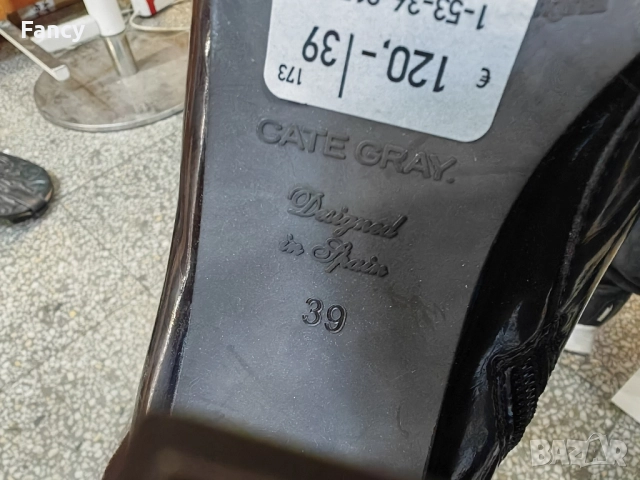 Fancy
1-53-34
€ 120,- 39
173
CATE GRAY.
Designed
in Spain
39
BAZAR